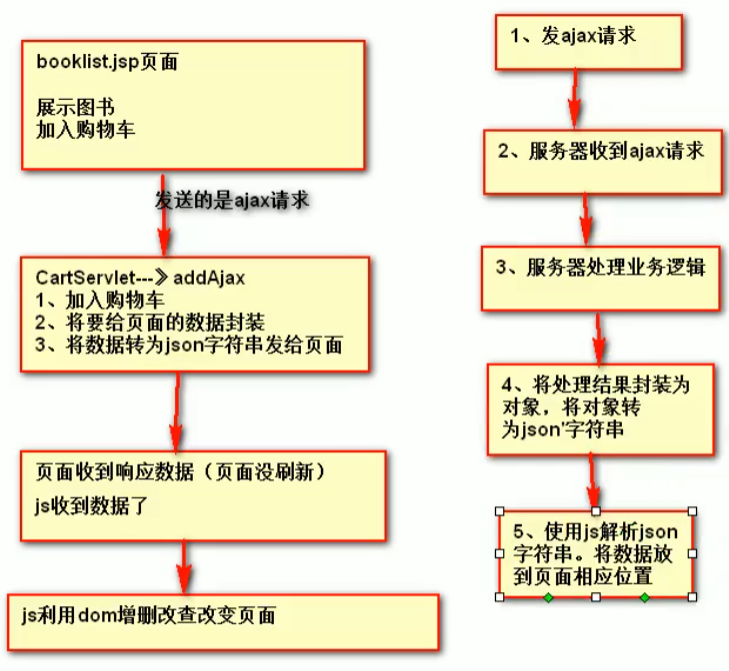 booklist.jsp页面
展示图书
加入购物车
发送的是ajax请求
CartServlet---》addAjax
1、加入购物车
2、将要给页面的数据封装
3、将数据转为json字符串发给页面
页面收到响应数据（页面没刷新）
js收到数据了
js利用dom增删改查改变页面
1、发ajax请求
2、服务器收到ajax请求
3、服务器处理业务逻辑
4、将处理结果封装为
对象，将对象转
为json'字符串
5、使用js解析json
字符串。将数据放
到页面相应位置